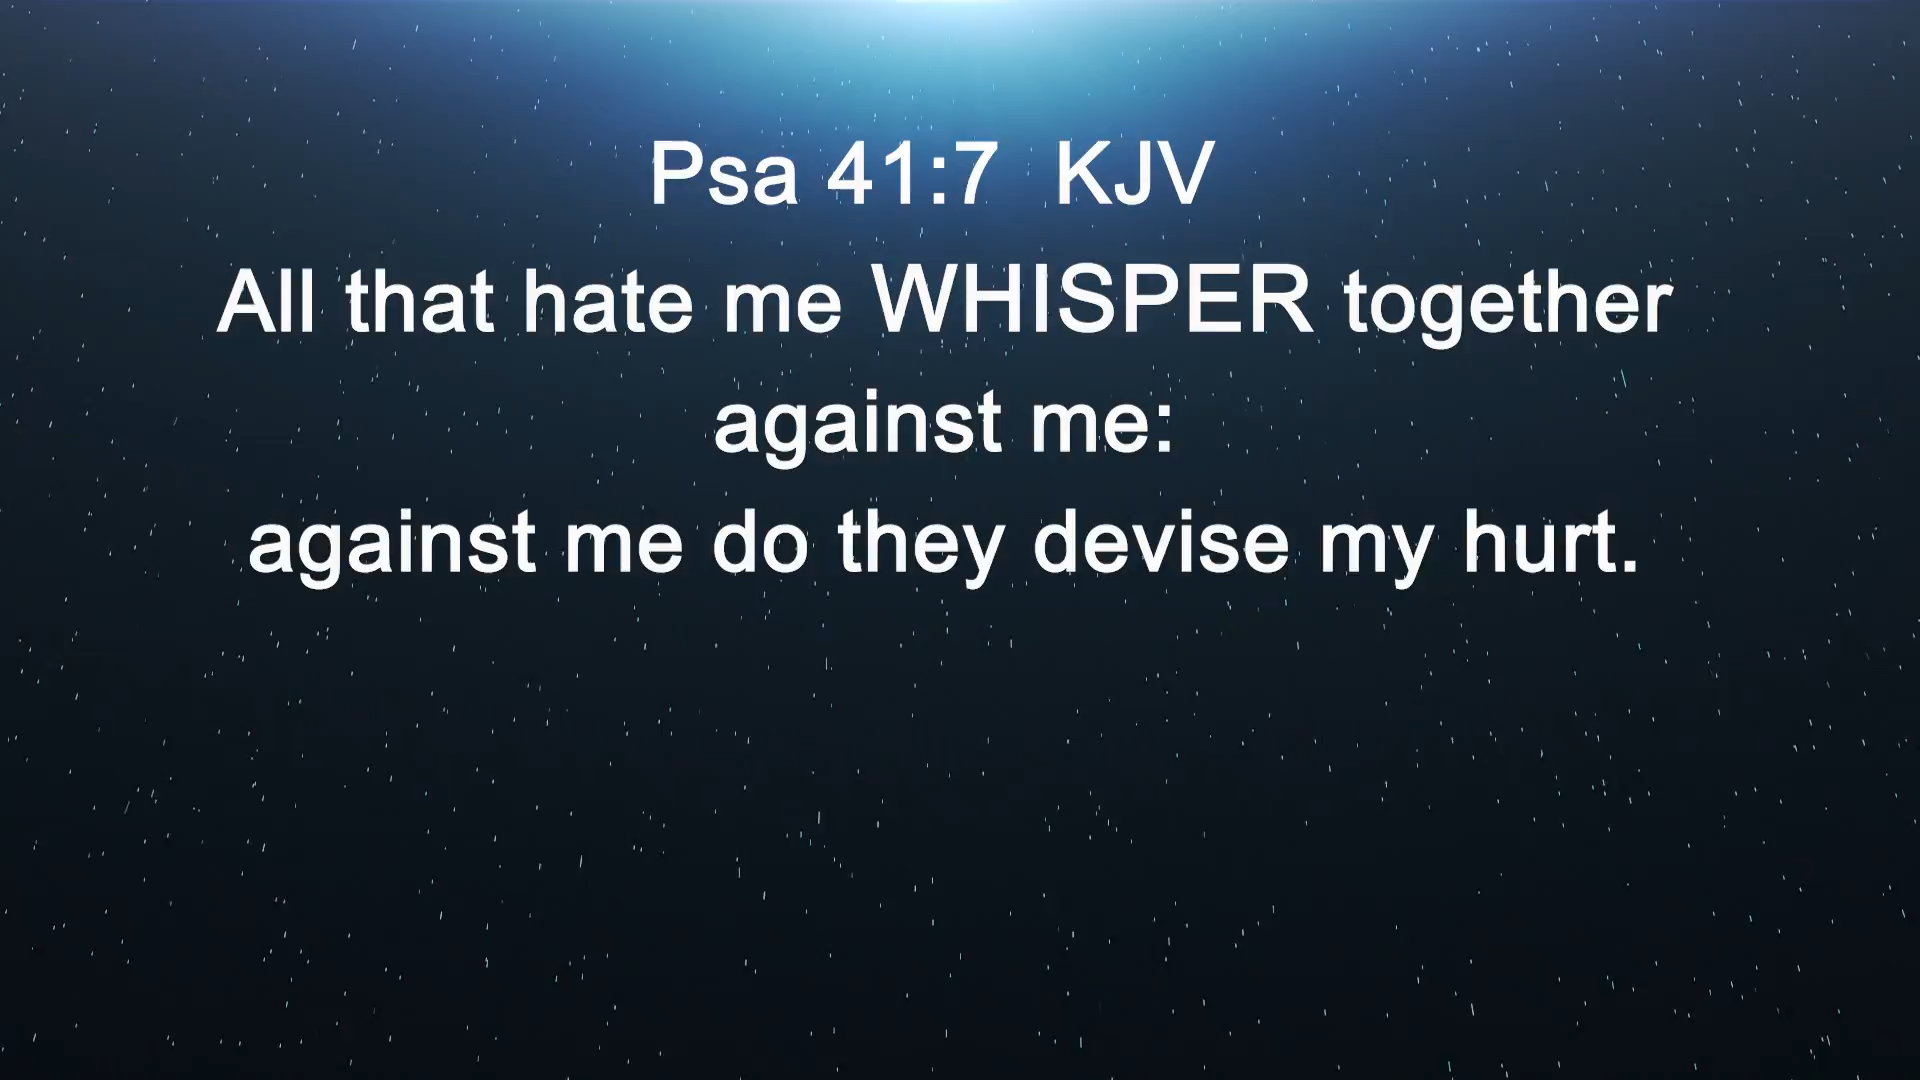 Psa 41:7  KJV
All that hate me WHISPER together
against me:
against me do they devise my hurt.